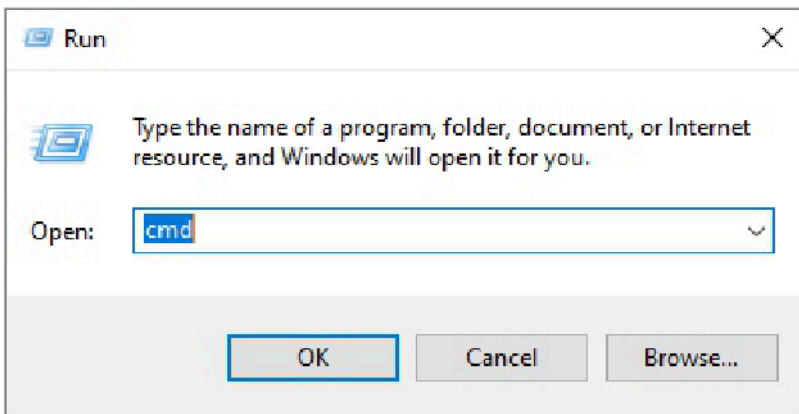 Run
Type the name of a program, folder, document, or Internet
resource, and Windows will open it for you.
Open: cmd
OK Cancel Browse...